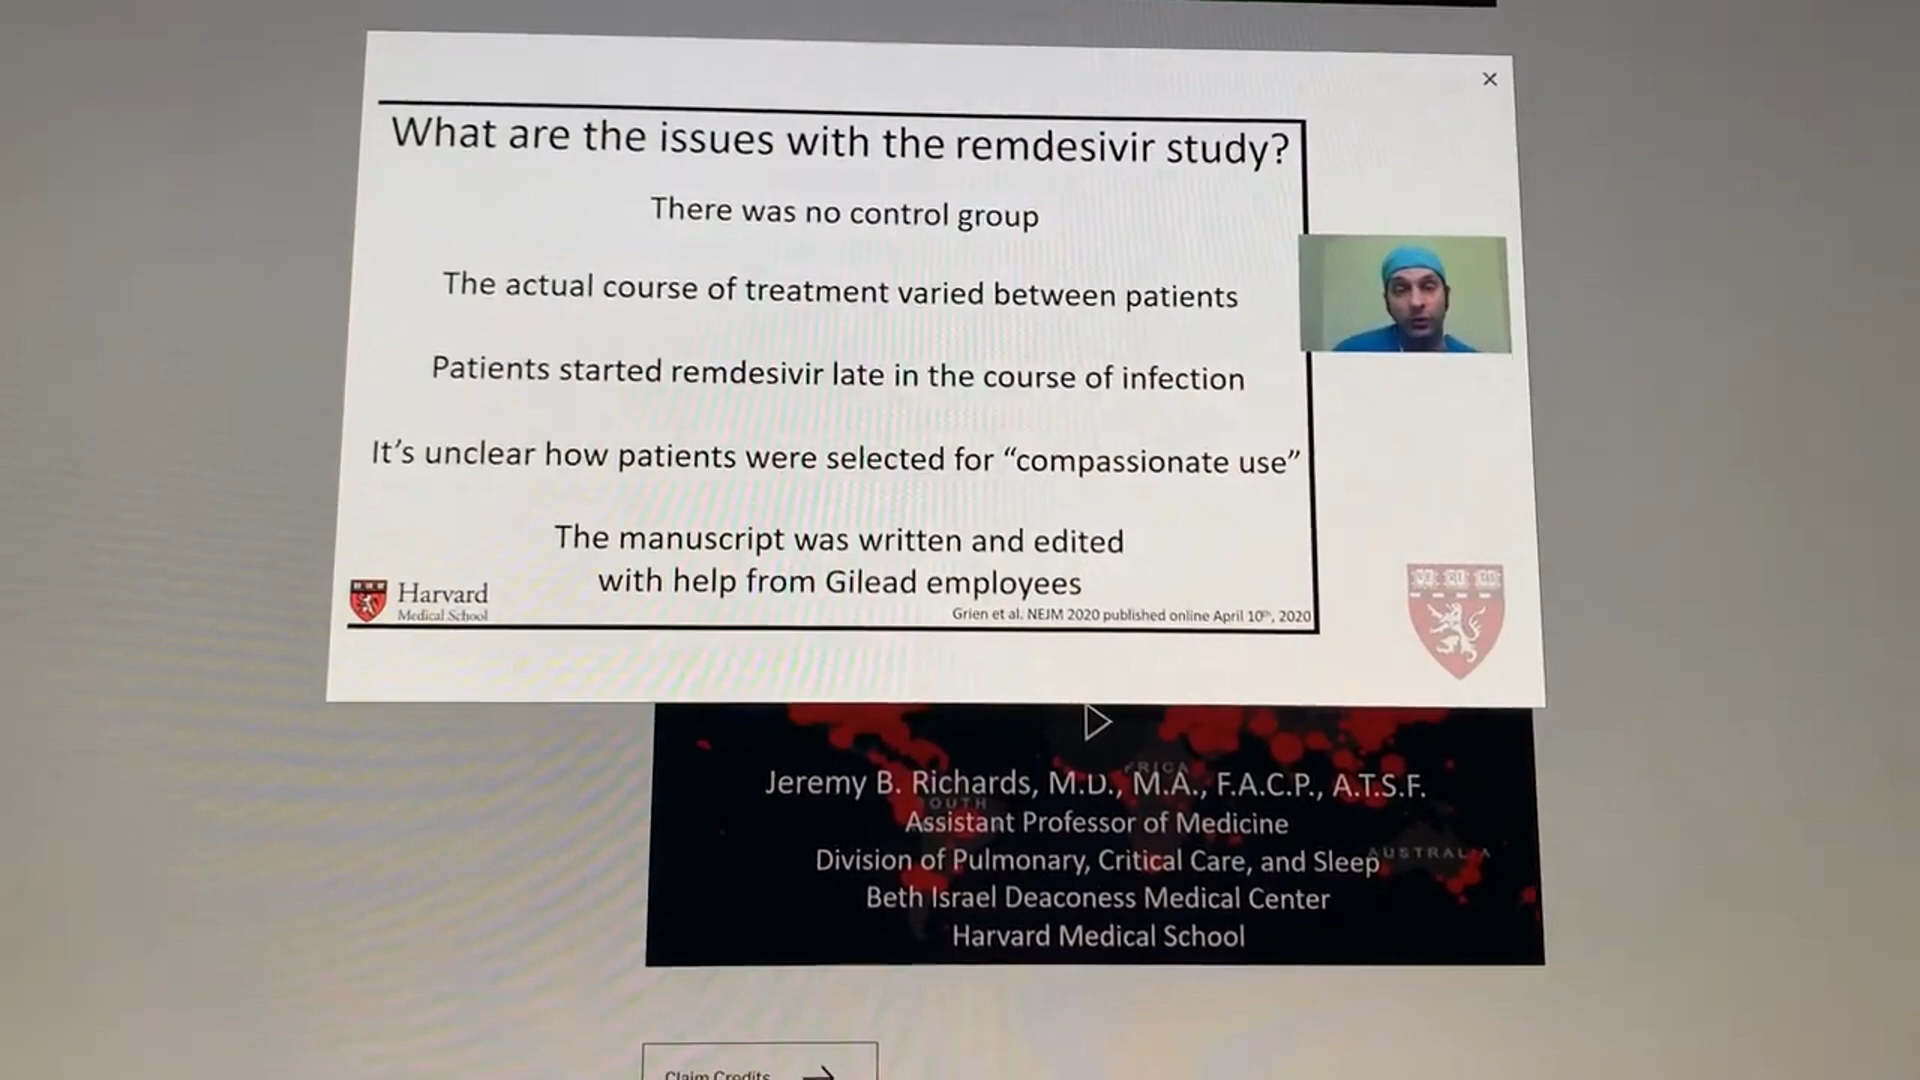 What are the issues with the remdesivir study?
There was no control group
The actual course of treatment varied between patients
Patients started remdesivir late in the course of infection
It's unclear how patients were selected for “compassionate use”
The manuscript was written and edited
with help from Gilead employees
Harvard
Medical School
Grien et al. NEJM 2020 published online April 10th, 2020
VE RI TAS
Jeremy B. Richards, M.D., M.A., F.A.C.P., A.T.S.F.
Assistant Professor of Medicine
Division of Pulmonary, Critical Care, and Sleep
AUSTRALIA
Beth Israel Deaconess Medical Center
Harvard Medical School
Claim Credits